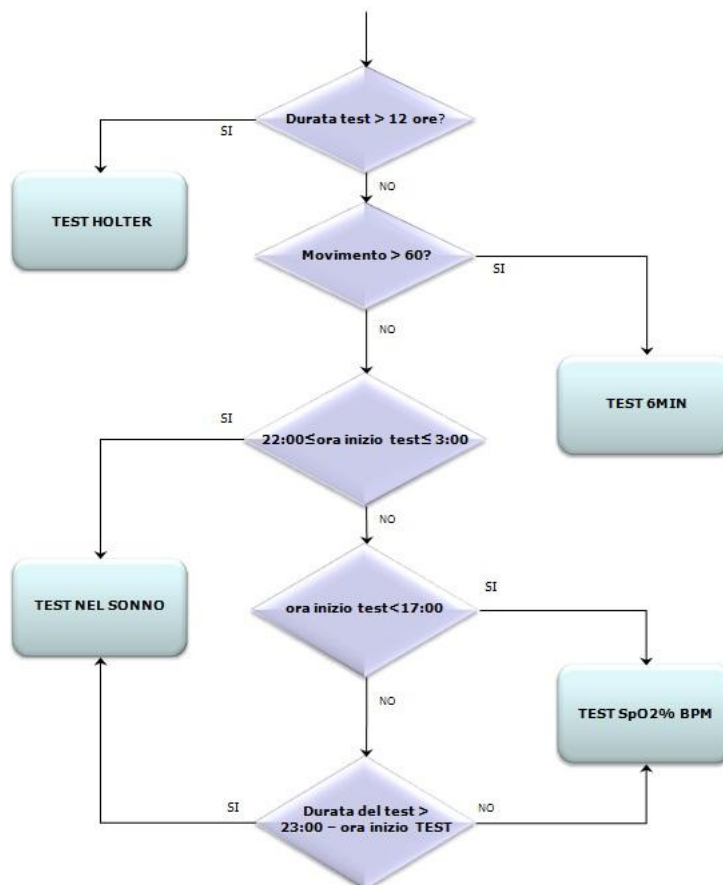 Durata test > 12 ore?
SI
NO
TEST HOLTER
Movimento > 60?
SI
NO
TEST 6MIN
SI
22:00≤ora inizio test≤ 3:00
NO
TEST NEL SONNO
ora inizio test<17:00
SI
NO
TEST SpO2% BPM
SI
Durata del test >
23:00 – ora inizio TEST
NO